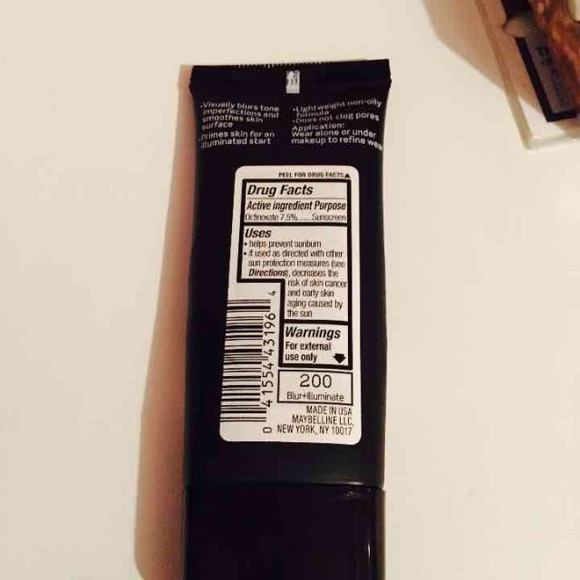 •Visually blurs tone
imperfections and
smoothes skin
surface
•Primes skin for an
illuminated start
•Lightweight non-oily
formula
•Does not clog pores
Application:
Wear alone or under
makeup to refine wear
PEEL FOR DRUG FACTS▲
Drug Facts
Active ingredient Purpose
Octinoxate 7.5%.....Sunscreen
Uses
• helps prevent sunburn
• if used as directed with other
sun protection measures (see
Directions), decreases the
risk of skin cancer
and early skin
aging caused by
the sun
Warnings
For external
use only
200
Blur+Illuminate
MADE IN USA
MAYBELLINE LLC,
NEW YORK, NY 10017
0 41554 43196 4